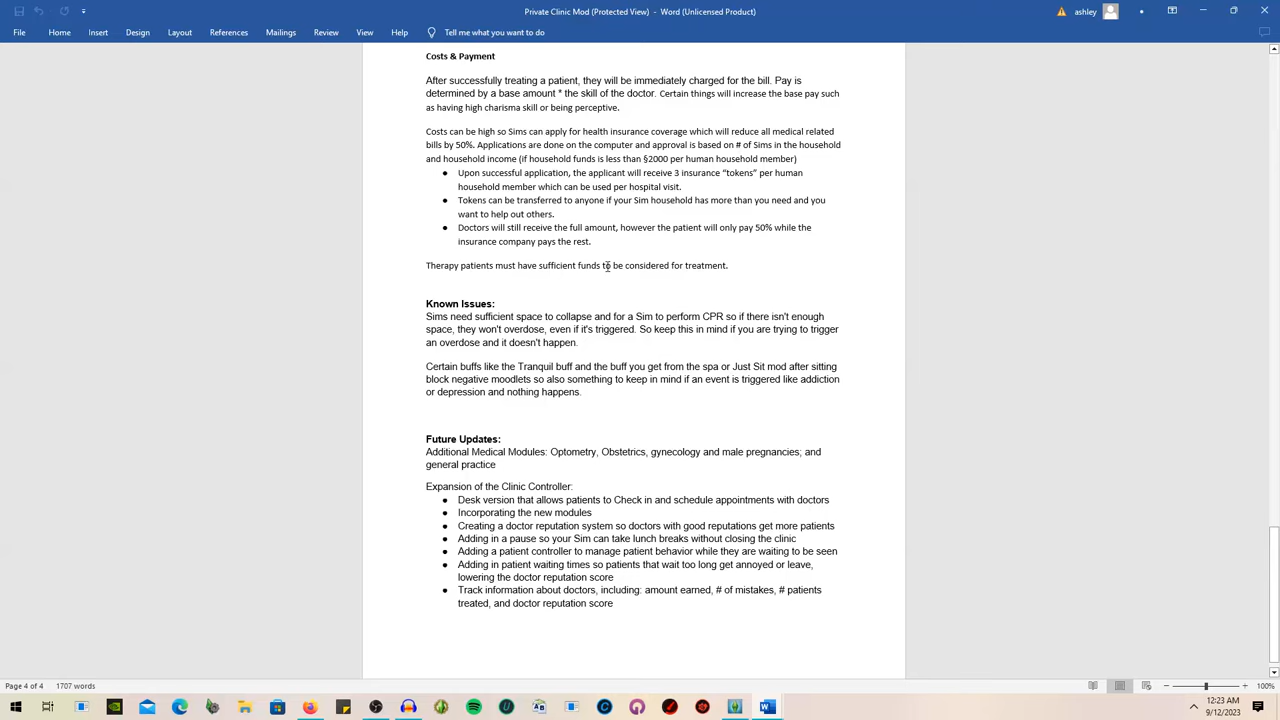 Private Clinic Mod (Protected View) - Word (Unlicensed Product)
ashley
File Home Insert Design Layout References Mailings Review View Help Tell me what you want to do
Costs & Payment
After successfully treating a patient, they will be immediately charged for the bill. Pay is
determined by a base amount * the skill of the doctor. Certain things will increase the base pay such
as having high charisma skill or being perceptive.
Costs can be high so Sims can apply for health insurance coverage which will reduce all medical related
bills by 50%. Applications are done on the computer and approval is based on # of Sims in the household
and household income (if household funds is less than §2000 per human household member)
● Upon successful application, the applicant will receive 3 insurance “tokens” per human
household member which can be used per hospital visit.
● Tokens can be transferred to anyone if your Sim household has more than you need and you
want to help out others.
● Doctors will still receive the full amount, however the patient will only pay 50% while the
insurance company pays the rest.
Therapy patients must have sufficient funds to be considered for treatment.
Known Issues:
Sims need sufficient space to collapse and for a Sim to perform CPR so if there isn't enough
space, they won't overdose, even if it's triggered. So keep this in mind if you are trying to trigger
an overdose and it doesn't happen.
Certain buffs like the Tranquil buff and the buff you get from the spa or Just Sit mod after sitting
block negative moodlets so also something to keep in mind if an event is triggered like addiction
or depression and nothing happens.
Future Updates:
Additional Medical Modules: Optometry, Obstetrics, gynecology and male pregnancies; and
general practice
Expansion of the Clinic Controller:
● Desk version that allows patients to Check in and schedule appointments with doctors
● Incorporating the new modules
● Creating a doctor reputation system so doctors with good reputations get more patients
● Adding in a pause so your Sim can take lunch breaks without closing the clinic
● Adding a patient controller to manage patient behavior while they are waiting to be seen
● Adding in patient waiting times so patients that wait too long get annoyed or leave,
lowering the doctor reputation score
● Track information about doctors, including: amount earned, # of mistakes, # patients
treated, and doctor reputation score
Page 4 of 4 1707 words 100%
12:23 AM
9/12/2023